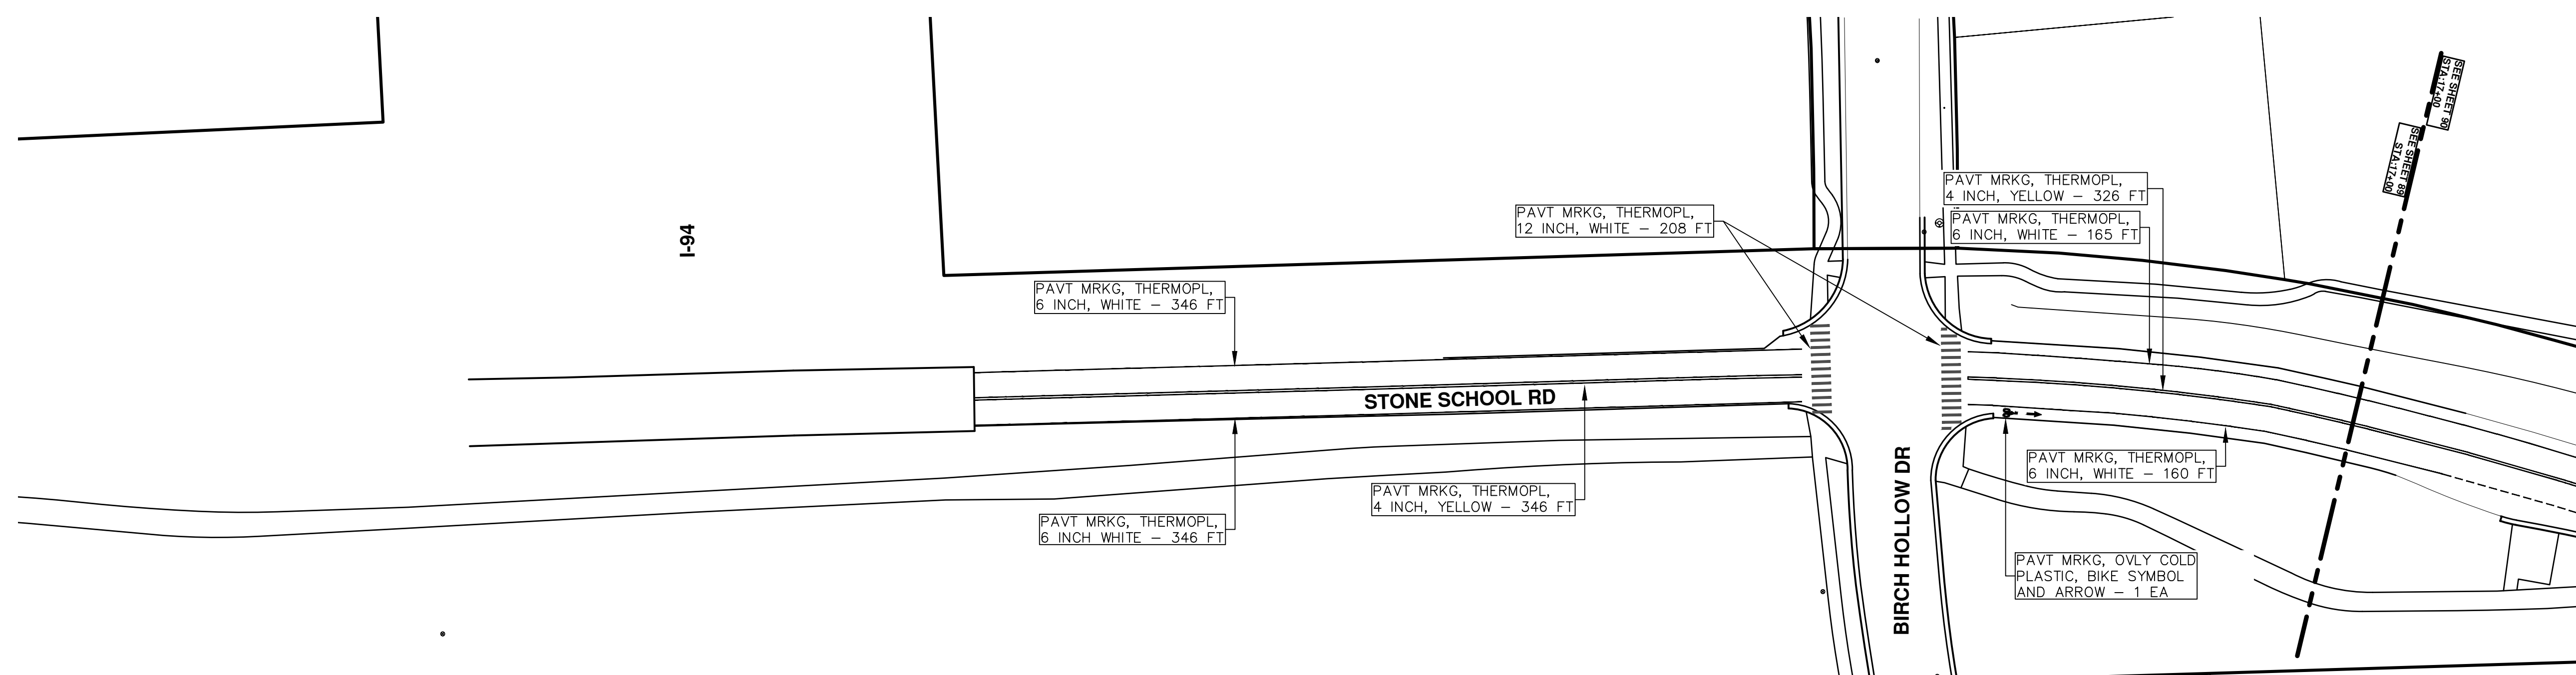 SEE SHEET 90
STA:17+00
SEE SHEET 89
STA:17+00
PAVT MRKG, THERMOPL,
4 INCH, YELLOW – 326 FT
PAVT MRKG, THERMOPL,
12 INCH, WHITE – 208 FT
PAVT MRKG, THERMOPL,
6 INCH, WHITE – 165 FT
I-94
PAVT MRKG, THERMOPL,
6 INCH, WHITE – 346 FT
STONE SCHOOL RD
PAVT MRKG, THERMOPL,
6 INCH, WHITE – 160 FT
PAVT MRKG, THERMOPL,
4 INCH, YELLOW – 346 FT
PAVT MRKG, THERMOPL,
6 INCH WHITE – 346 FT
BIRCH HOLLOW DR
PAVT MRKG, OVLY COLD
PLASTIC, BIKE SYMBOL
AND ARROW – 1 EA